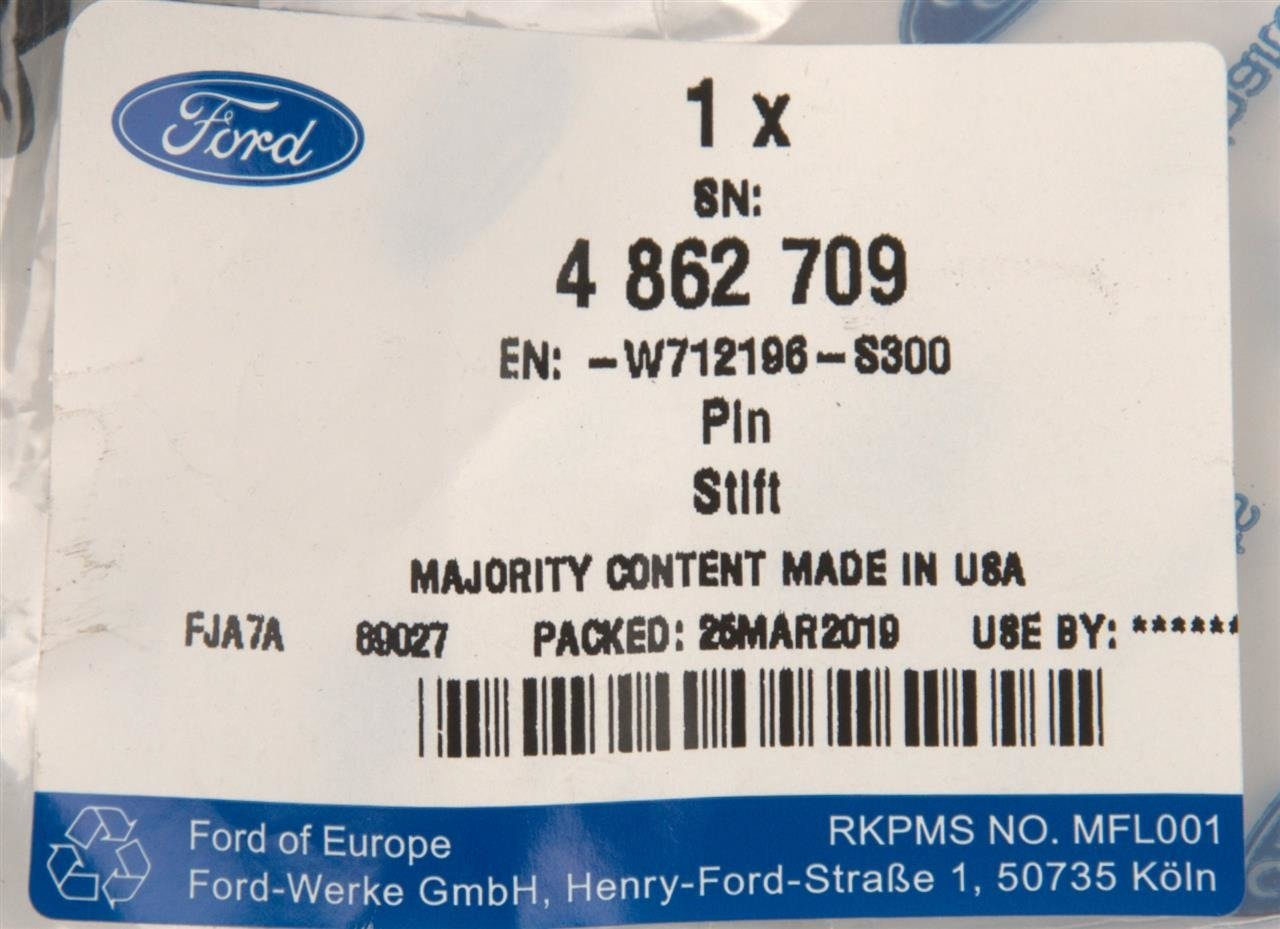 Ford
1 x
SN:
4 862 709
EN: -W712196-S300
Pin
Stift
MAJORITY CONTENT MADE IN USA
FJA7A 89027 PACKED: 25MAR2019 USE BY: ******
Ford of Europe RKPMS NO. MFL001
Ford-Werke GmbH, Henry-Ford-Straße 1, 50735 Köln